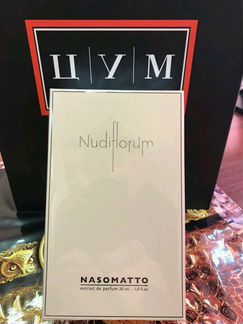 ЦУМ
Nudiflorum
NASOMATTO
extrait de parfum 30 ml - 1.0 fl oz